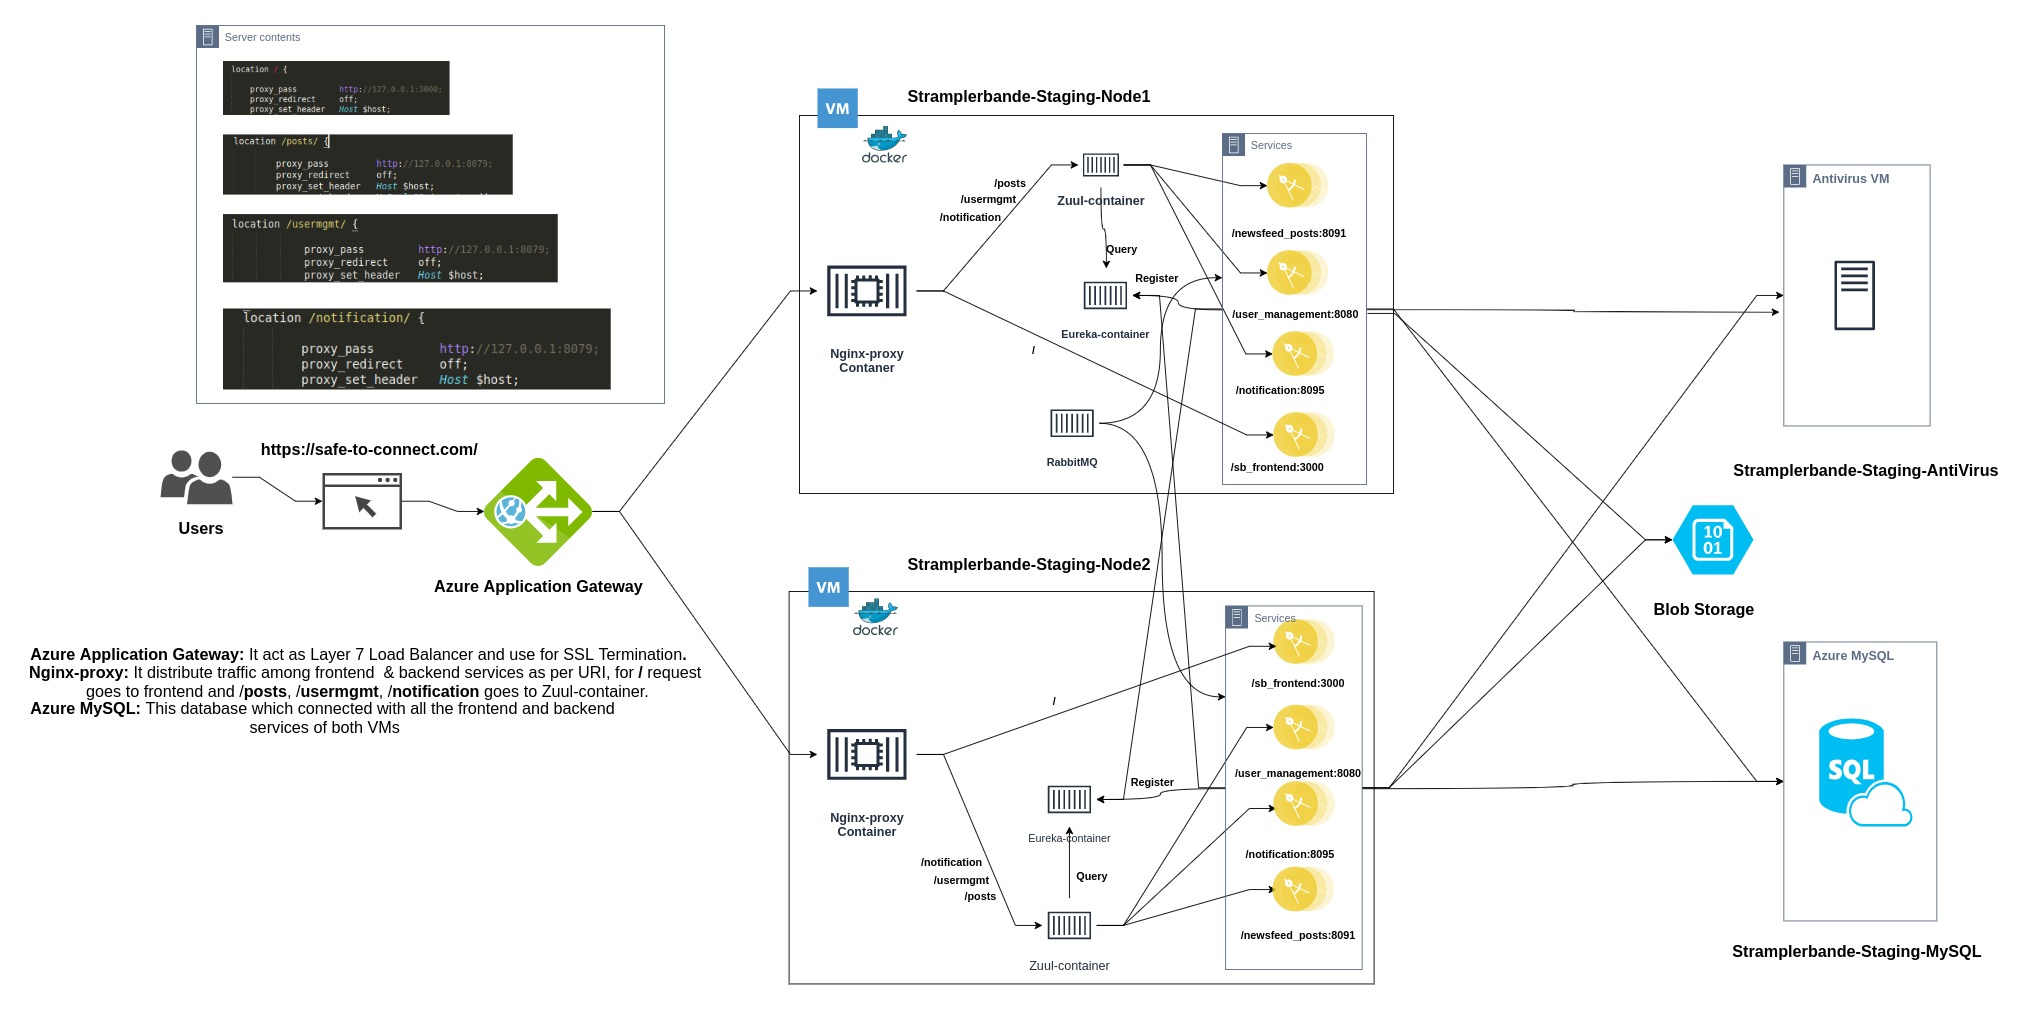 Server contents
location / {
proxy_pass http://127.0.0.1:3000;
proxy_redirect off;
proxy_set_header Host $host;
location /posts/ {
proxy_pass http://127.0.0.1:8079;
proxy_redirect off;
proxy_set_header Host $host;
location /usermgmt/ {
proxy_pass http://127.0.0.1:8079;
proxy_redirect off;
proxy_set_header Host $host;
location /notification/ {
proxy_pass http://127.0.0.1:8079;
proxy_redirect off;
proxy_set_header Host $host;
https://safe-to-connect.com/
Users
Azure Application Gateway
Azure Application Gateway: It act as Layer 7 Load Balancer and use for SSL Termination.
Nginx-proxy: It distribute traffic among frontend & backend services as per URI, for / request
goes to frontend and /posts, /usermgmt, /notification goes to Zuul-container.
Azure MySQL: This database which connected with all the frontend and backend
services of both VMs
Stramplerbande-Staging-Node1
VM
docker
Services
/posts
/usermgmt
/notification
Zuul-container
Query
Register
Eureka-container
/
Nginx-proxy
Contaner
RabbitMQ
/newsfeed_posts:8091
/user_management:8080
/notification:8095
/sb_frontend:3000
Stramplerbande-Staging-Node2
VM
docker
Services
/sb_frontend:3000
/
/user_management:8080
Register
Nginx-proxy
Container
Eureka-container
/notification:8095
/notification
/usermgmt
/posts
Query
/newsfeed_posts:8091
Zuul-container
Antivirus VM
Stramplerbande-Staging-AntiVirus
10
01
Blob Storage
Azure MySQL
SQL
Stramplerbande-Staging-MySQL